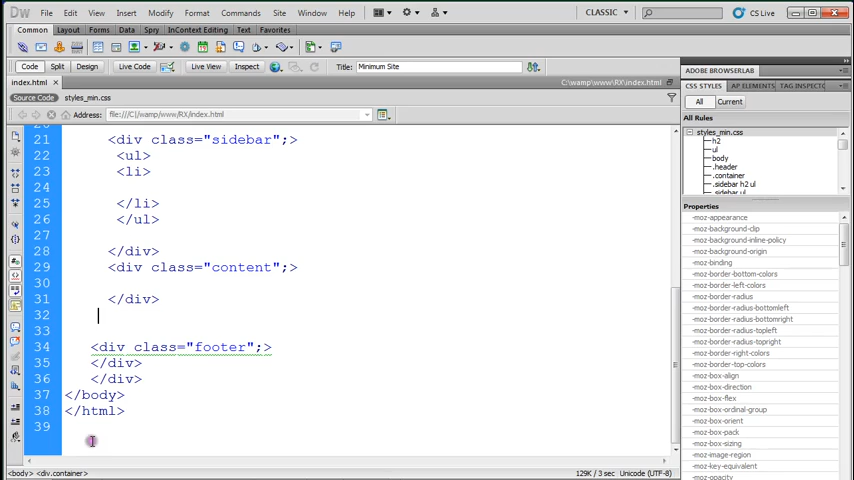 Dw File Edit View Insert Modify Format Commands Site Window Help CLASSIC CS Live
Common Layout Forms Data Spry InContext Editing Text Favorites
Code Split Design Live Code Live View Inspect Title: Minimum Site
ADOBE BROWSERLAB
index.html C:\wamp\www\RX\index.html
CSS STYLES AP ELEMENTS TAG INSPECTO
Source Code styles_min.css
All Current
Address: file:///C|/wamp/www/RX/index.html
All Rules
styles_min.css
h2
ul
body
.header
.container
.sidebar h2 ul
.sidebar ul
Properties
-moz-appearance
-moz-background-clip
-moz-background-inline-policy
-moz-background-origin
-moz-binding
-moz-border-bottom-colors
-moz-border-left-colors
-moz-border-radius
-moz-border-radius-bottomleft
-moz-border-radius-bottomright
-moz-border-radius-topleft
-moz-border-radius-topright
-moz-border-right-colors
-moz-border-top-colors
-moz-box-align
-moz-box-direction
-moz-box-flex
-moz-box-ordinal-group
-moz-box-orient
-moz-box-pack
-moz-box-sizing
-moz-image-region
-moz-key-equivalent
-moz-opacity
20
21 <div class="sidebar";>
22 <ul>
23 <li>
24
25 </li>
26 </ul>
27
28 </div>
29 <div class="content";>
30
31 </div>
32
33
34 <div class="footer";>
35 </div>
36 </div>
37 </body>
38 </html>
39
<body> <div.container> 129K / 3 sec Unicode (UTF-8)